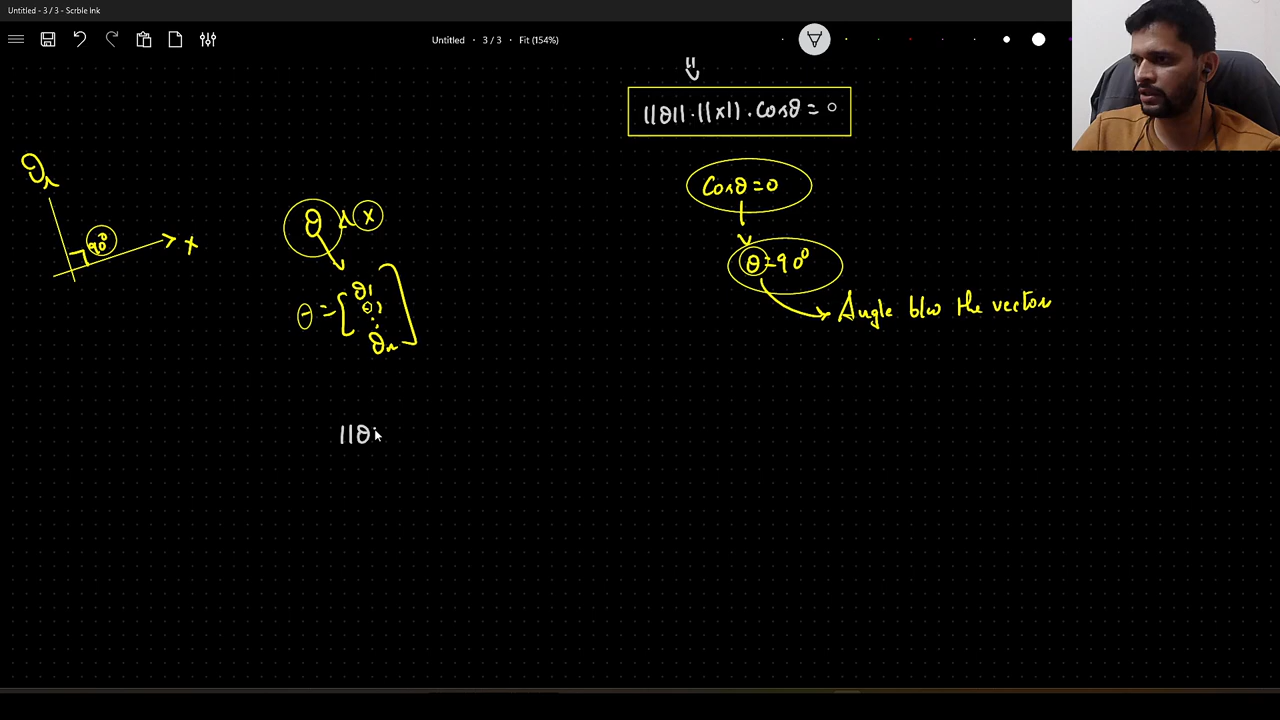 Untitled - 3 / 3 - Scrble Ink
Untitled · 3 / 3 · Fit (154%)
||θ||·||x||·Cosθ = 0
Cosθ = 0
θ = 90°
Angle b/w the vectors
90°
x
θ & x
θ = [θ1
θ2
⋮
θn]
||θ